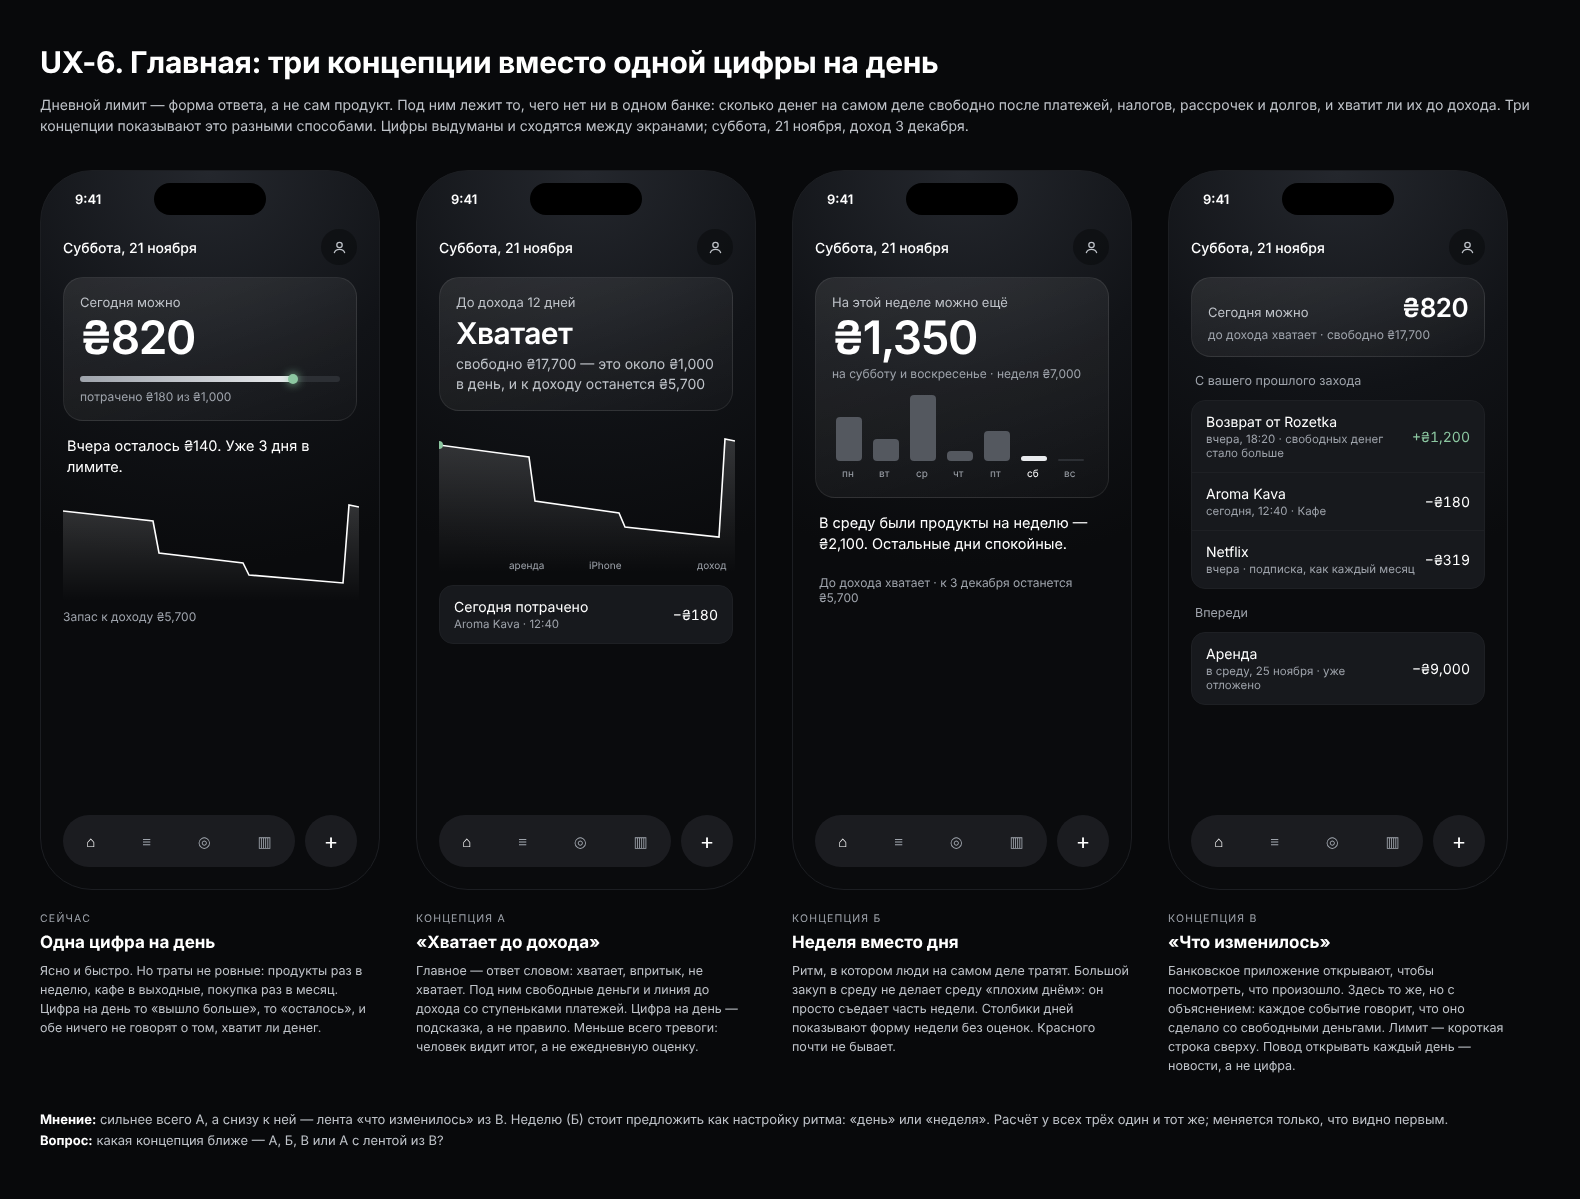 UX-6. Главная: три концепции вместо одной цифры на день
Дневной лимит — форма ответа, а не сам продукт. Под ним лежит то, чего нет ни в одном банке: сколько денег на самом деле свободно после платежей, налогов, рассрочек и долгов, и хватит ли их до дохода. Три
концепции показывают это разными способами. Цифры выдуманы и сходятся между экранами; суббота, 21 ноября, доход 3 декабря.
9:41
Суббота, 21 ноября
Сегодня можно
₴820
потрачено ₴180 из ₴1,000
Вчера осталось ₴140. Уже 3 дня в
лимите.
Запас к доходу ₴5,700
9:41
Суббота, 21 ноября
До дохода 12 дней
Хватает
свободно ₴17,700 — это около ₴1,000
в день, и к доходу останется ₴5,700
аренда
iPhone
доход
Сегодня потрачено
−₴180
Aroma Kava · 12:40
9:41
Суббота, 21 ноября
На этой неделе можно ещё
₴1,350
на субботу и воскресенье · неделя ₴7,000
пн вт ср чт пт сб вс
В среду были продукты на неделю —
₴2,100. Остальные дни спокойные.
До дохода хватает · к 3 декабря останется
₴5,700
9:41
Суббота, 21 ноября
Сегодня можно
₴820
до дохода хватает · свободно ₴17,700
С вашего прошлого захода
Возврат от Rozetka
вчера, 18:20 · свободных денег
стало больше
+₴1,200
Aroma Kava
сегодня, 12:40 · Кафе
−₴180
Netflix
вчера · подписка, как каждый месяц
−₴319
Впереди
Аренда
в среду, 25 ноября · уже
отложено
−₴9,000
СЕЙЧАС
Одна цифра на день
Ясно и быстро. Но траты не ровные: продукты раз в
неделю, кафе в выходные, покупка раз в месяц.
Цифра на день то «вышло больше», то «осталось», и
обе ничего не говорят о том, хватит ли денег.
КОНЦЕПЦИЯ А
«Хватает до дохода»
Главное — ответ словом: хватает, впритык, не
хватает. Под ним свободные деньги и линия до
дохода со ступеньками платежей. Цифра на день —
подсказка, а не правило. Меньше всего тревоги:
человек видит итог, а не ежедневную оценку.
КОНЦЕПЦИЯ Б
Неделя вместо дня
Ритм, в котором люди на самом деле тратят. Большой
закуп в среду не делает среду «плохим днём»: он
просто съедает часть недели. Столбики дней
показывают форму недели без оценок. Красного
почти не бывает.
КОНЦЕПЦИЯ В
«Что изменилось»
Банковское приложение открывают, чтобы
посмотреть, что произошло. Здесь то же, но с
объяснением: каждое событие говорит, что оно
сделало со свободными деньгами. Лимит — короткая
строка сверху. Повод открывать каждый день —
новости, а не цифра.
Мнение: сильнее всего А, а снизу к ней — лента «что изменилось» из В. Неделю (Б) стоит предложить как настройку ритма: «день» или «неделя». Расчёт у всех трёх один и тот же; меняется только, что видно первым.
Вопрос: какая концепция ближе — А, Б, В или А с лентой из В?